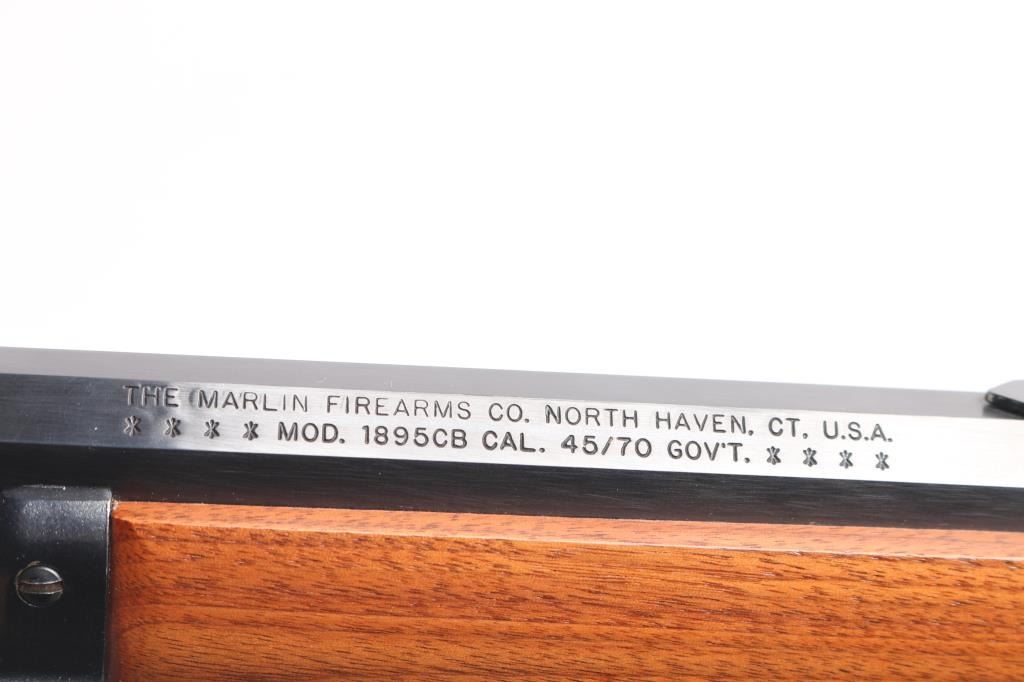 THE MARLIN FIREARMS CO. NORTH HAVEN, CT, U.S.A.
* * * * MOD. 1895CB CAL. 45/70 GOV'T. * * * *